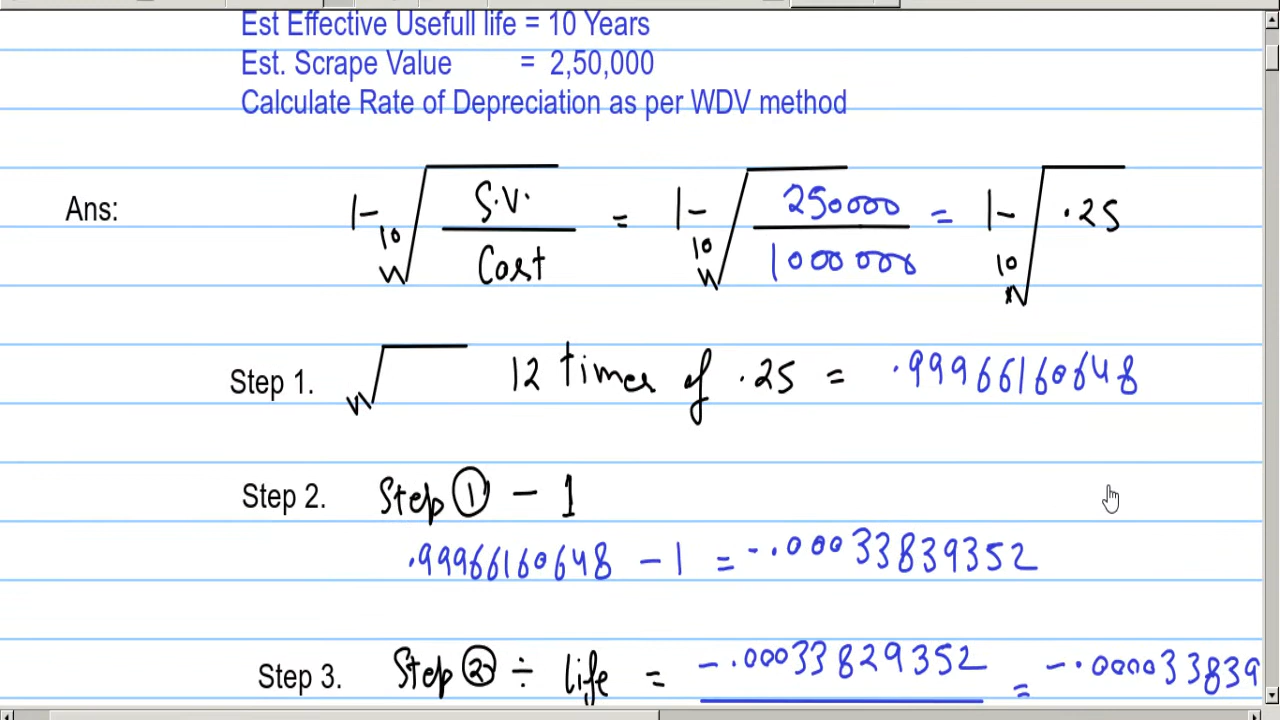 Est Effective Usefull life = 10 Years
Est. Scrape Value = 2,50,000
Calculate Rate of Depreciation as per WDV method
Ans: 1- 10 √ S.V. / Cost = 1- 10 √ 250000 / 1000000 = 1- 10 √ .25
Step 1. √ 12 times of .25 = .99966160648
Step 2. Step ① - 1
.99966160648 - 1 = -.00033839352
Step 3. Step ② ÷ life = -.00033829352 = -.000033839